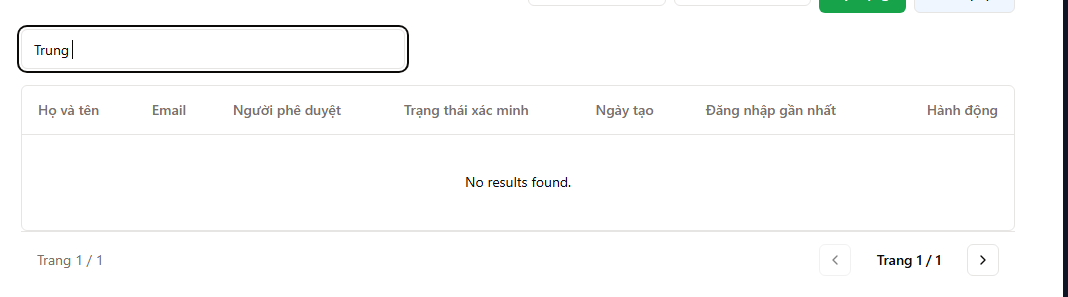 Trung
Họ và tên Email Người phê duyệt Trạng thái xác minh Ngày tạo Đăng nhập gần nhất Hành động
No results found.
Trang 1 / 1 Trang 1 / 1